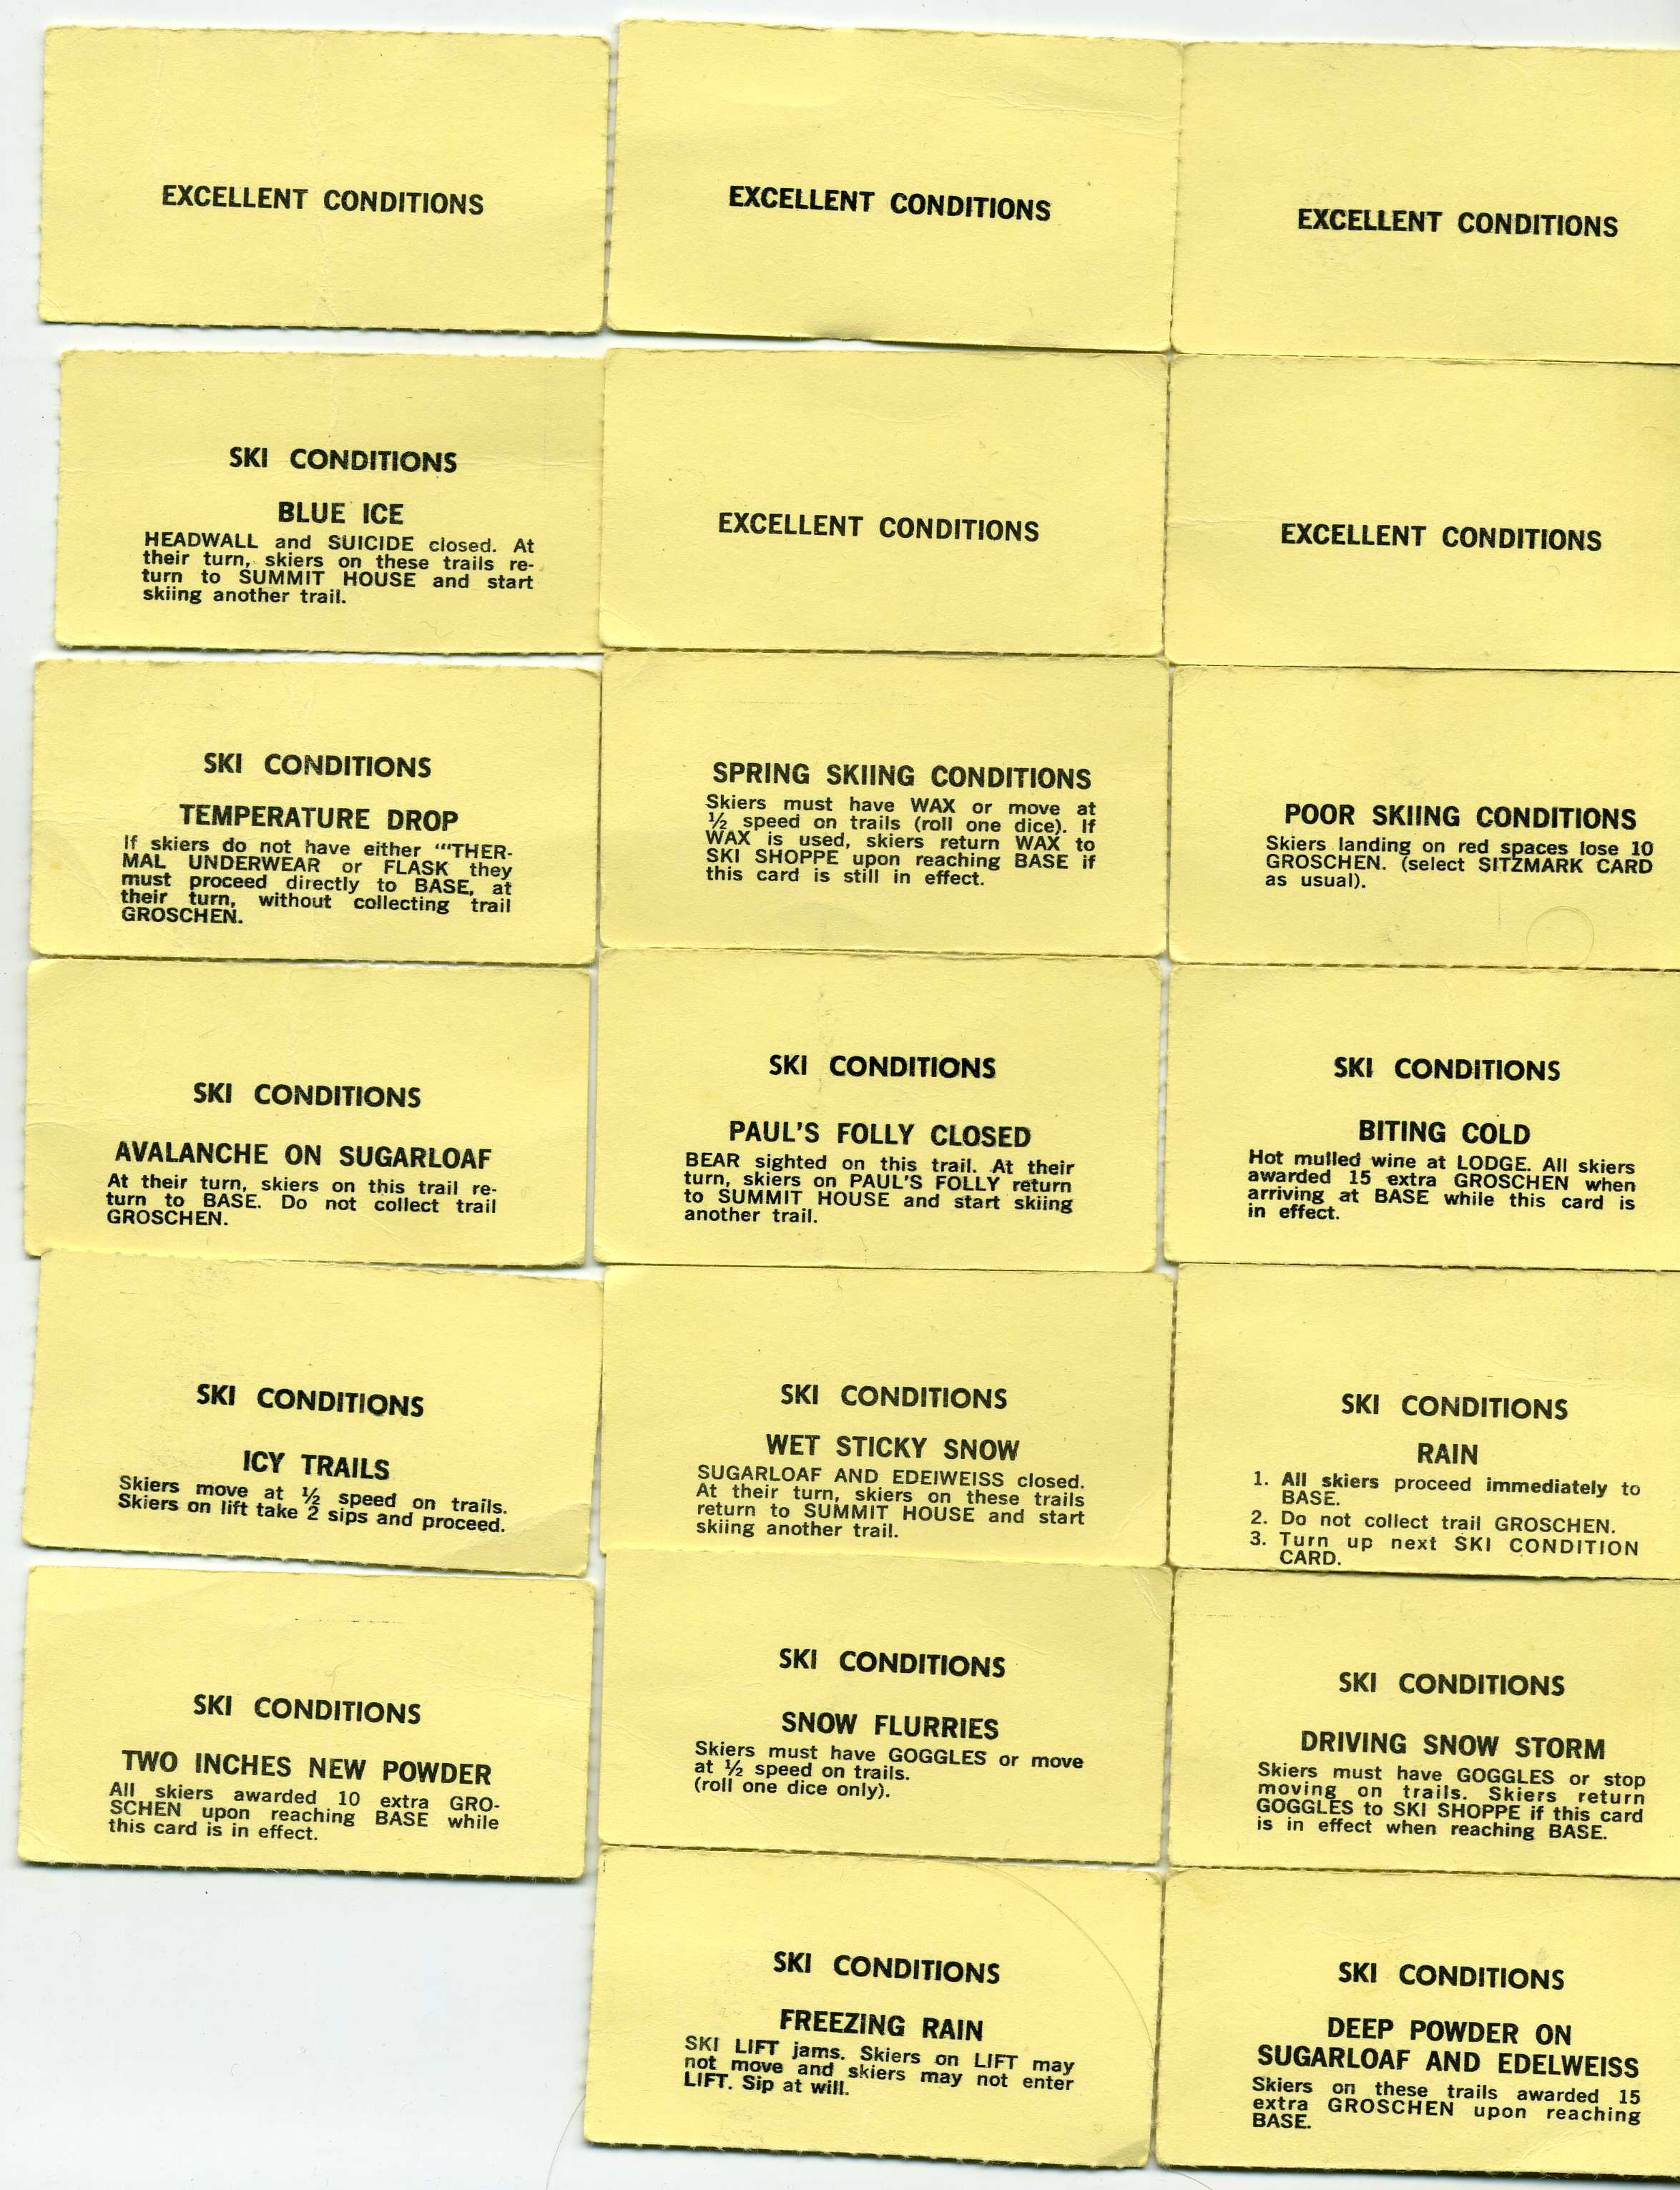 EXCELLENT CONDITIONS
EXCELLENT CONDITIONS
EXCELLENT CONDITIONS
SKI CONDITIONS
BLUE ICE
HEADWALL and SUICIDE closed. At
their turn, skiers on these trails re-
turn to SUMMIT HOUSE and start
skiing another trail.
EXCELLENT CONDITIONS
EXCELLENT CONDITIONS
SKI CONDITIONS
TEMPERATURE DROP
If skiers do not have either "'THER-
MAL UNDERWEAR or FLASK they
must proceed directly to BASE, at
their turn, without collecting trail
GROSCHEN.
SPRING SKIING CONDITIONS
Skiers must have WAX or move at
½ speed on trails (roll one dice). If
WAX is used, skiers return WAX to
SKI SHOPPE upon reaching BASE if
this card is still in effect.
POOR SKIING CONDITIONS
Skiers landing on red spaces lose 10
GROSCHEN. (select SITZMARK CARD
as usual).
SKI CONDITIONS
AVALANCHE ON SUGARLOAF
At their turn, skiers on this trail re-
turn to BASE. Do not collect trail
GROSCHEN.
SKI CONDITIONS
PAUL'S FOLLY CLOSED
BEAR sighted on this trail. At their
turn, skiers on PAUL'S FOLLY return
to SUMMIT HOUSE and start skiing
another trail.
SKI CONDITIONS
BITING COLD
Hot mulled wine at LODGE. All skiers
awarded 15 extra GROSCHEN when
arriving at BASE while this card is
in effect.
SKI CONDITIONS
ICY TRAILS
Skiers move at ½ speed on trails.
Skiers on lift take 2 sips and proceed.
SKI CONDITIONS
WET STICKY SNOW
SUGARLOAF AND EDEIWEISS closed.
At their turn, skiers on these trails
return to SUMMIT HOUSE and start
skiing another trail.
SKI CONDITIONS
RAIN
1. All skiers proceed immediately to
BASE.
2. Do not collect trail GROSCHEN.
3. Turn up next SKI CONDITION
CARD.
SKI CONDITIONS
TWO INCHES NEW POWDER
All skiers awarded 10 extra GRO-
SCHEN upon reaching BASE while
this card is in effect.
SKI CONDITIONS
SNOW FLURRIES
Skiers must have GOGGLES or move
at ½ speed on trails.
(roll one dice only).
SKI CONDITIONS
DRIVING SNOW STORM
Skiers must have GOGGLES or stop
moving on trails. Skiers return
GOGGLES to SKI SHOPPE if this card
is in effect when reaching BASE.
SKI CONDITIONS
FREEZING RAIN
SKI LIFT jams. Skiers on LIFT may
not move and skiers may not enter
LIFT. Sip at will.
SKI CONDITIONS
DEEP POWDER ON
SUGARLOAF AND EDELWEISS
Skiers on these trails awarded 15
extra GROSCHEN upon reaching
BASE.